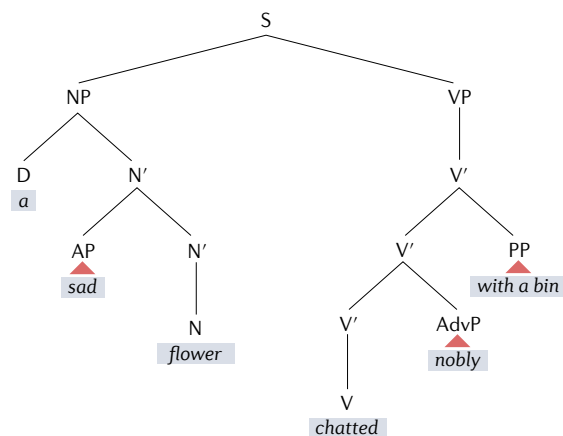 S
NP VP
D N′ V′
a
AP N′ V′ PP
sad with a bin
N V′ AdvP
flower nobly
V
chatted